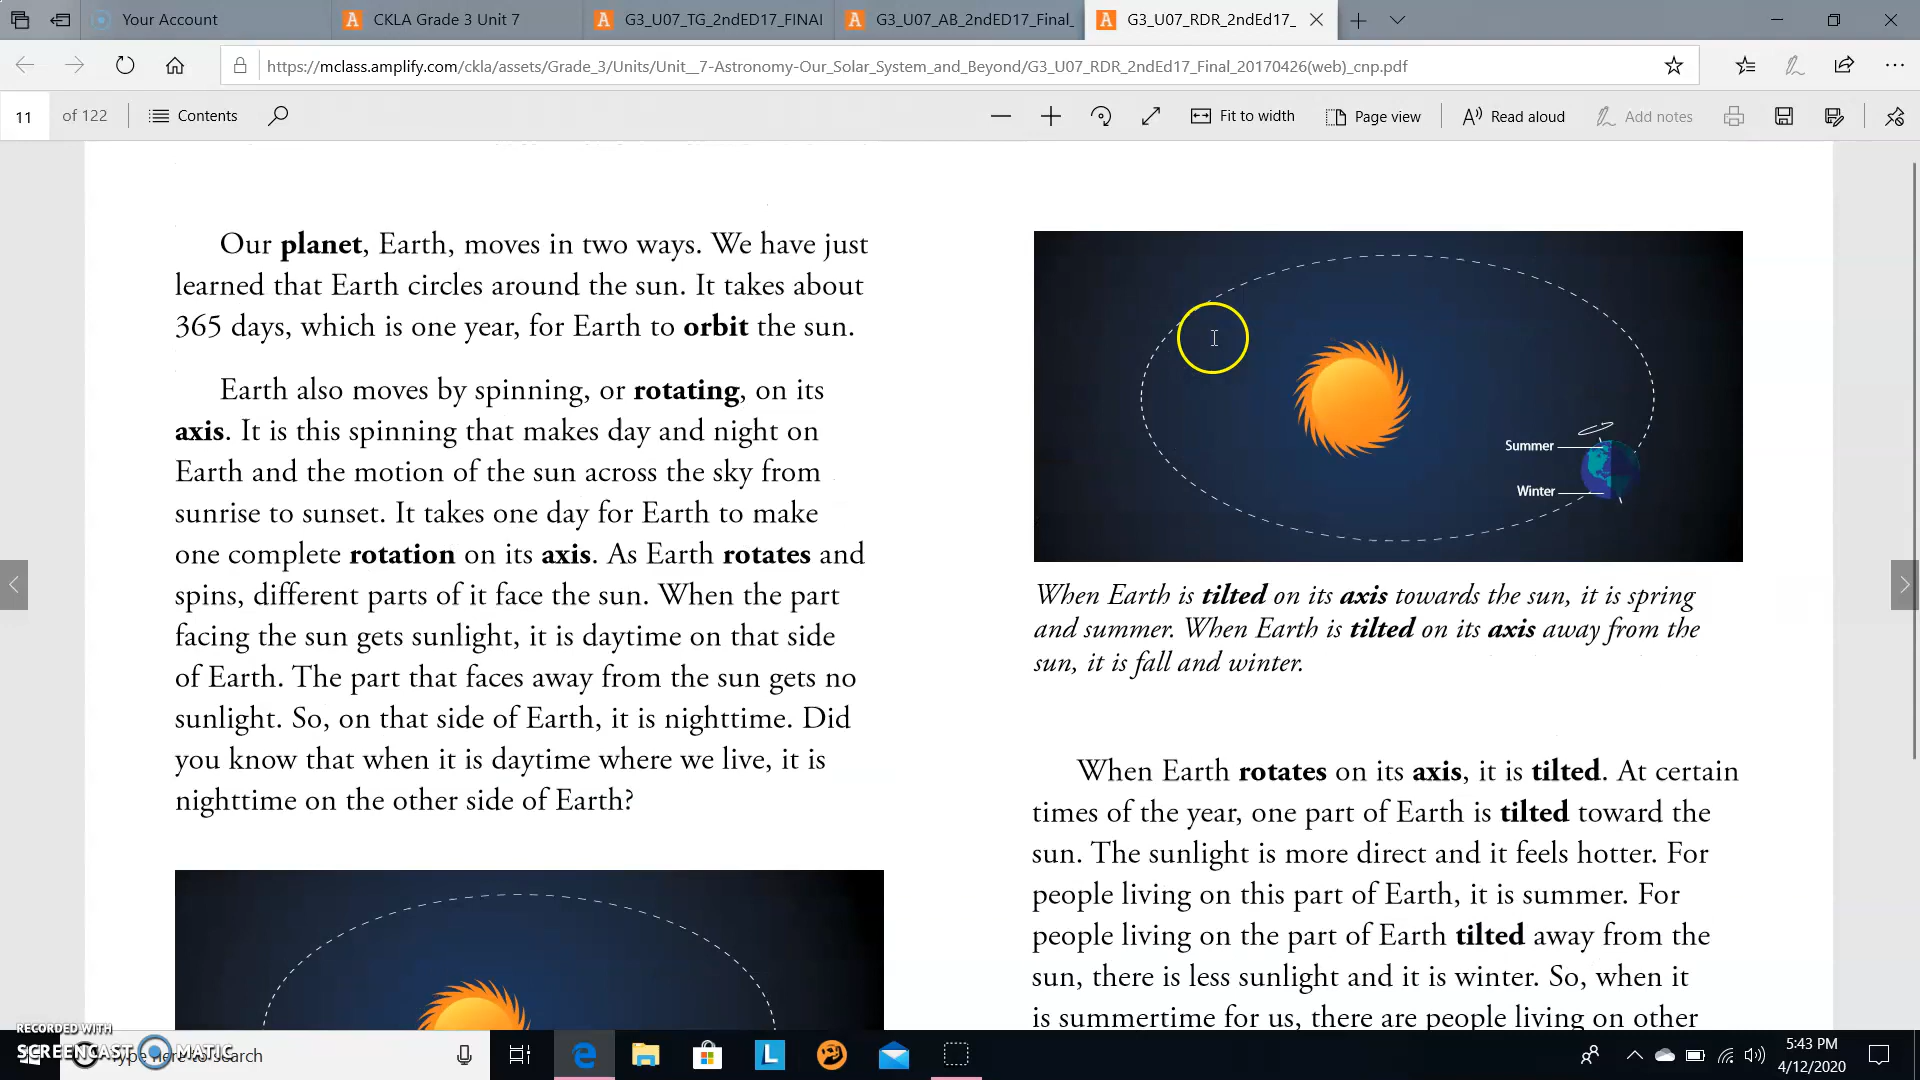 Your Account
CKLA Grade 3 Unit 7
G3_U07_TG_2ndED17_FINAI
G3_U07_AB_2ndED17_Final_
G3_U07_RDR_2ndEd17_
https://mclass.amplify.com/ckla/assets/Grade_3/Units/Unit__7-Astronomy-Our_Solar_System_and_Beyond/G3_U07_RDR_2ndEd17_Final_20170426(web)_cnp.pdf
11 of 122
Contents
Fit to width
Page view
Read aloud
Add notes
Our planet, Earth, moves in two ways. We have just
learned that Earth circles around the sun. It takes about
365 days, which is one year, for Earth to orbit the sun.
Earth also moves by spinning, or rotating, on its
axis. It is this spinning that makes day and night on
Earth and the motion of the sun across the sky from
sunrise to sunset. It takes one day for Earth to make
one complete rotation on its axis. As Earth rotates and
spins, different parts of it face the sun. When the part
facing the sun gets sunlight, it is daytime on that side
of Earth. The part that faces away from the sun gets no
sunlight. So, on that side of Earth, it is nighttime. Did
you know that when it is daytime where we live, it is
nighttime on the other side of Earth?
Summer
Winter
When Earth is tilted on its axis towards the sun, it is spring
and summer. When Earth is tilted on its axis away from the
sun, it is fall and winter.
When Earth rotates on its axis, it is tilted. At certain
times of the year, one part of Earth is tilted toward the
sun. The sunlight is more direct and it feels hotter. For
people living on this part of Earth, it is summer. For
people living on the part of Earth tilted away from the
sun, there is less sunlight and it is winter. So, when it
is summertime for us, there are people living on other
RECORDED WITH
SCREENCAST MATIC
Type here to search
5:43 PM
4/12/2020